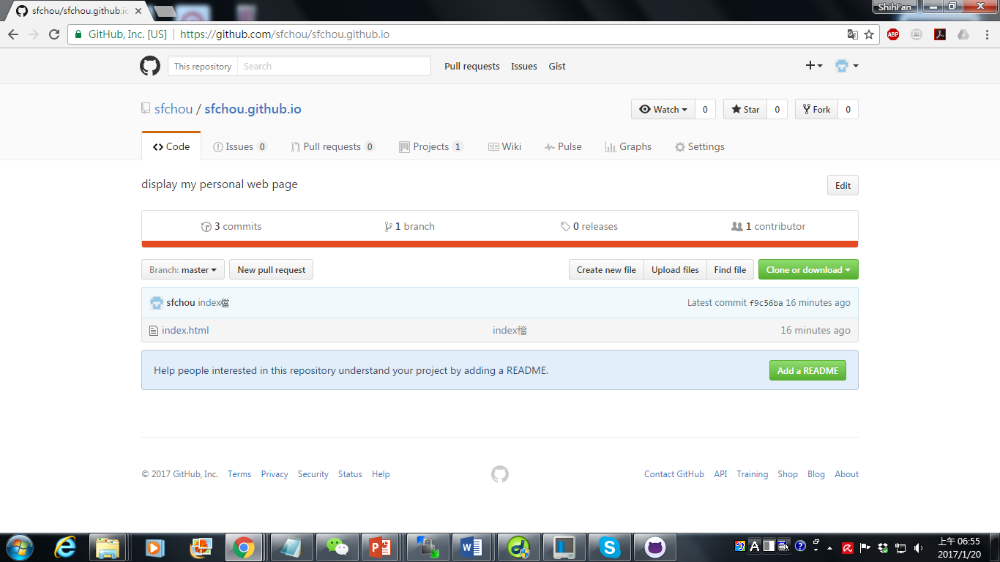 sfchou/sfchou.github.io
ShihFan
GitHub, Inc. [US] https://github.com/sfchou/sfchou.github.io
ABP
This repository Search Pull requests Issues Gist
sfchou / sfchou.github.io Watch 0 Star 0 Fork 0
Code Issues 0 Pull requests 0 Projects 1 Wiki Pulse Graphs Settings
display my personal web page Edit
3 commits 1 branch 0 releases 1 contributor
Branch: master New pull request Create new file Upload files Find file Clone or download
sfchou index檔 Latest commit f9c56ba 16 minutes ago
index.html index檔 16 minutes ago
Help people interested in this repository understand your project by adding a README. Add a README
© 2017 GitHub, Inc. Terms Privacy Security Status Help Contact GitHub API Training Shop Blog About
A
上午 06:55
2017/1/20